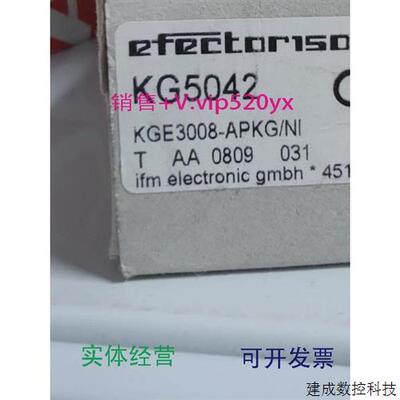 efector150
KG5042
销售+V:vip520yx
KGE3008-APKG/NI
T AA 0809 031
ifm electronic gmbh * 451
实体经营 可开发票
建成数控科技